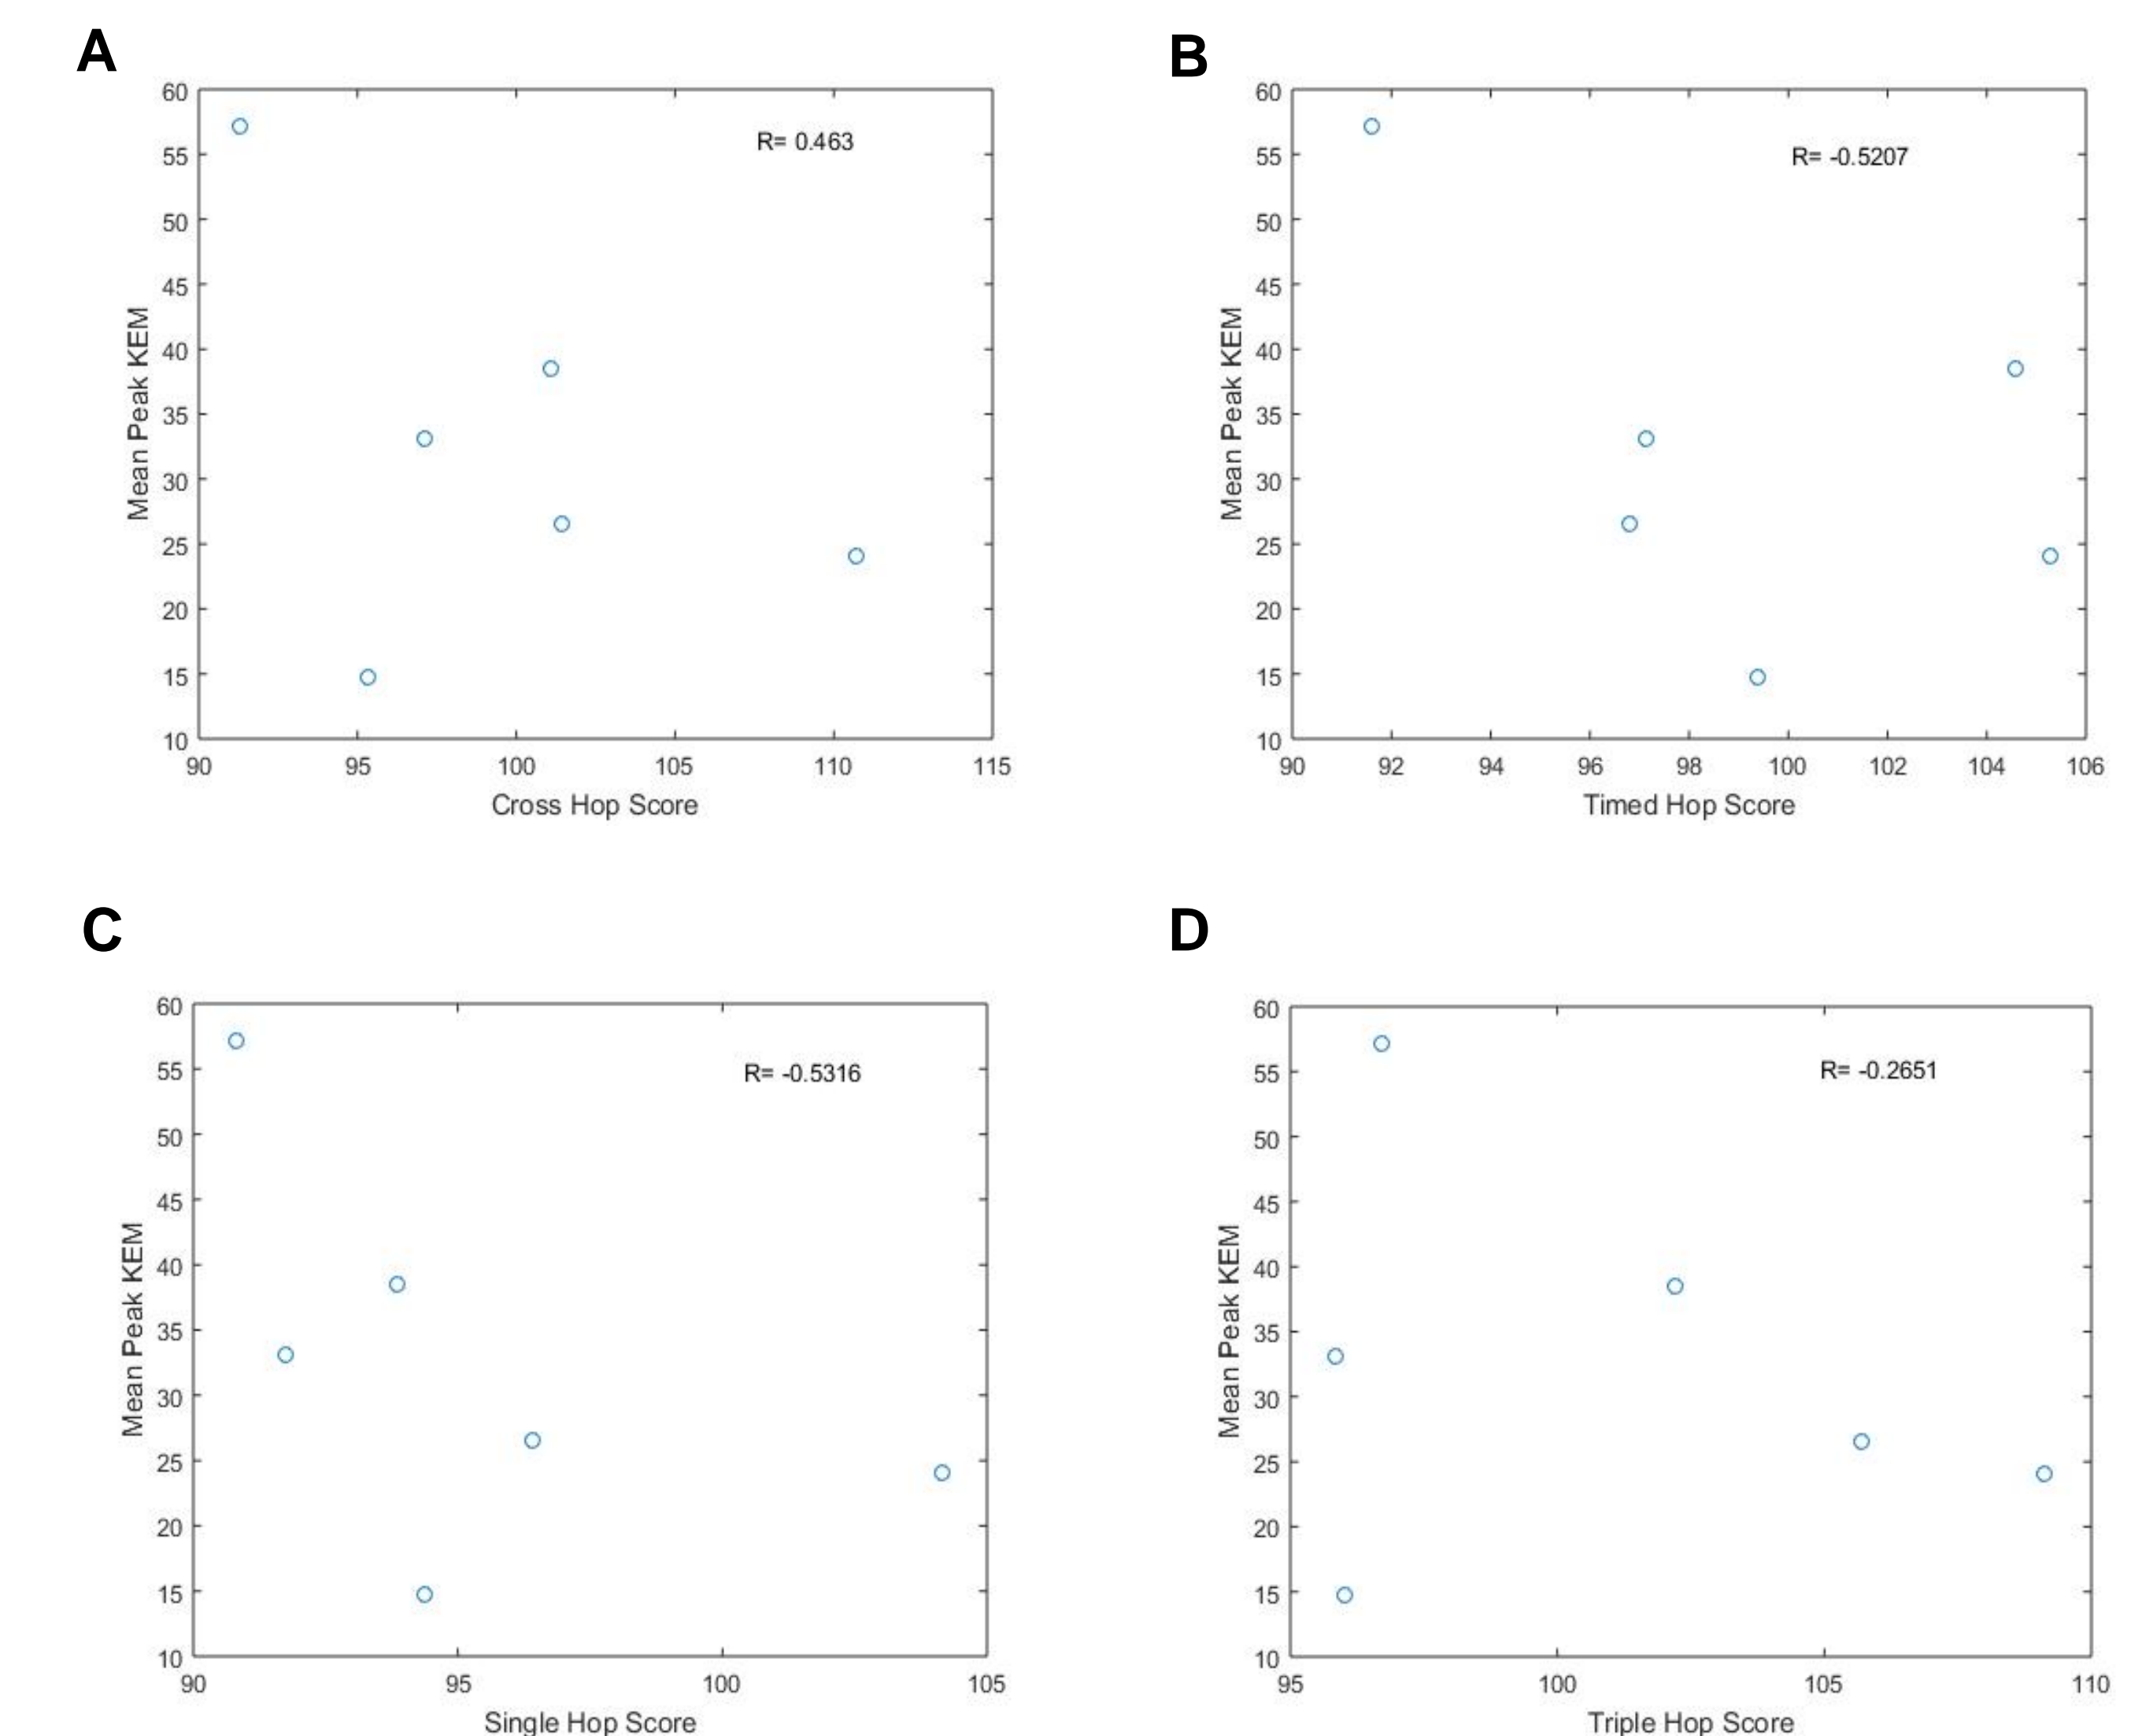 A
60
55
50
45
40
35
30
25
20
15
10
Mean Peak KEM
R= 0.463
90 95 100 105 110 115
Cross Hop Score
B
60
55
50
45
40
35
30
25
20
15
10
Mean Peak KEM
R= -0.5207
90 92 94 96 98 100 102 104 106
Timed Hop Score
C
60
55
50
45
40
35
30
25
20
15
10
Mean Peak KEM
R= -0.5316
90 95 100 105
Single Hop Score
D
60
55
50
45
40
35
30
25
20
15
10
Mean Peak KEM
R= -0.2651
95 100 105 110
Triple Hop Score